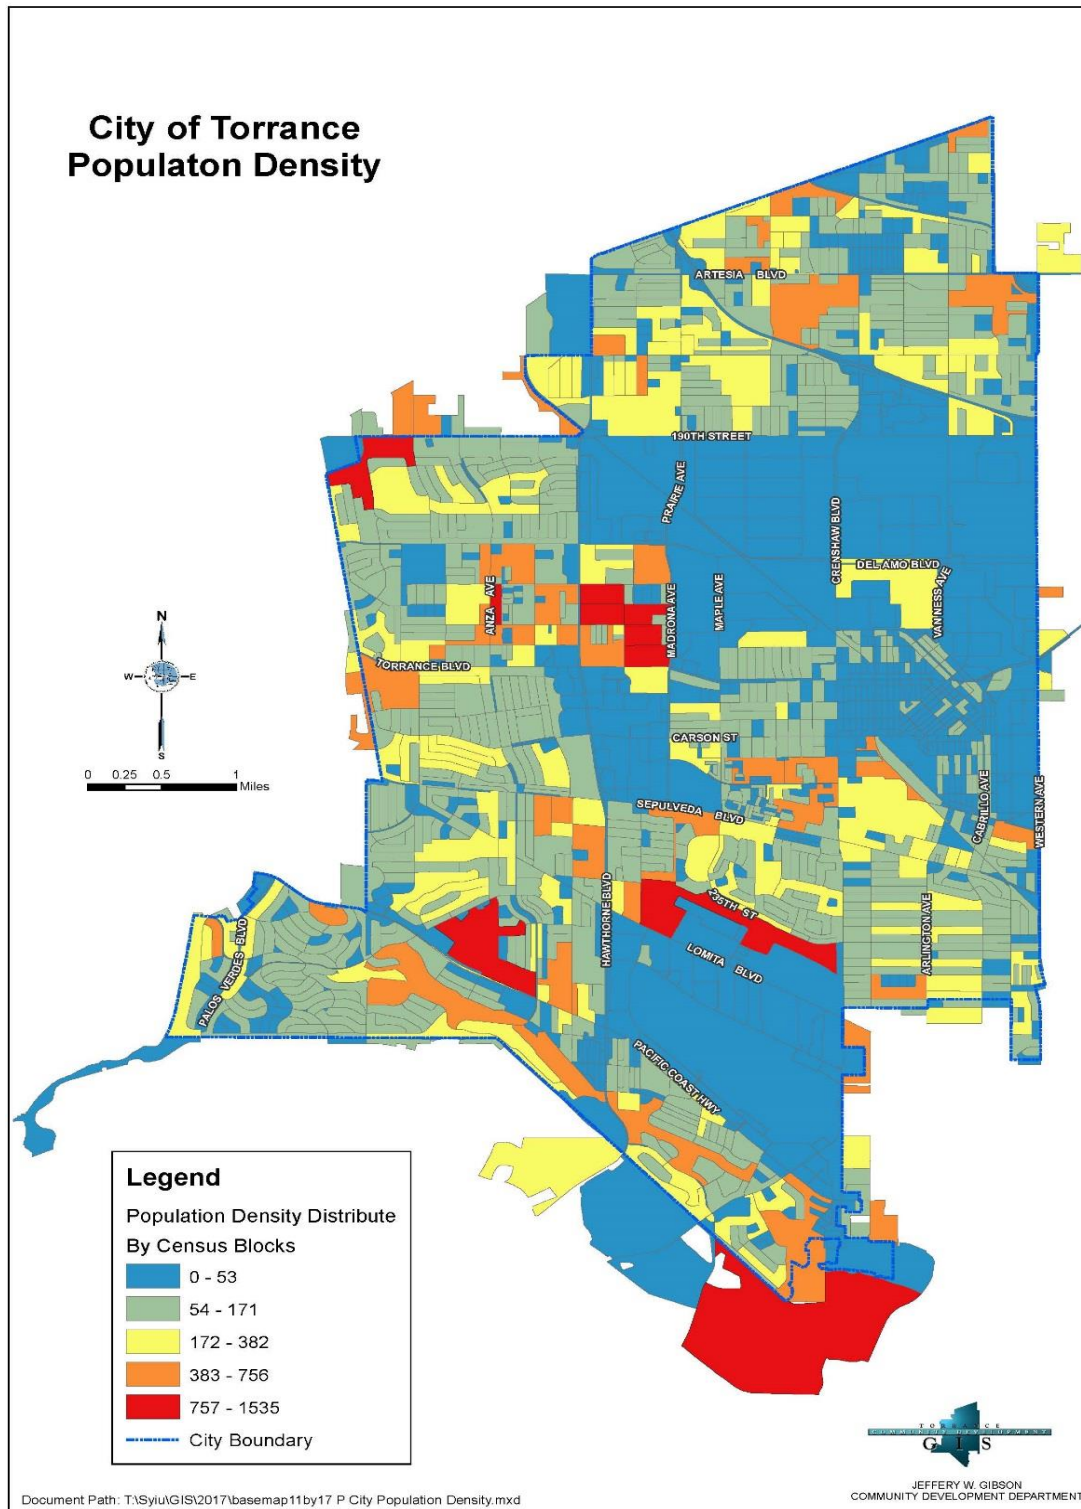 City of Torrance
Populaton Density
ARTESIA BLVD
190TH STREET
PRAIRIE AVE
CRENSHAW BLVD
DEL AMO BLVD
VAN NESS AVE
ANZA AVE
MADRONA AVE
MAPLE AVE
TORRANCE BLVD
N
W E
S
CARSON ST
0 0.25 0.5 1
Miles
SEPULVEDA BLVD
CABRILLO AVE
WESTERN AVE
HAWTHORNE BLVD
235TH ST
ARLINGTON AVE
PALOS VERDES BLVD
LOMITA BLVD
PACIFIC COAST HWY
Legend
Population Density Distribute
By Census Blocks
0 - 53
54 - 171
172 - 382
383 - 756
757 - 1535
City Boundary
TORRANCE
COMMUNITY DEVELOPMENT
GIS
JEFFERY W. GIBSON
COMMUNITY DEVELOPMENT DEPARTMENT
Document Path: T:\Syiu\GIS\2017\basemap11by17 P City Population Density.mxd